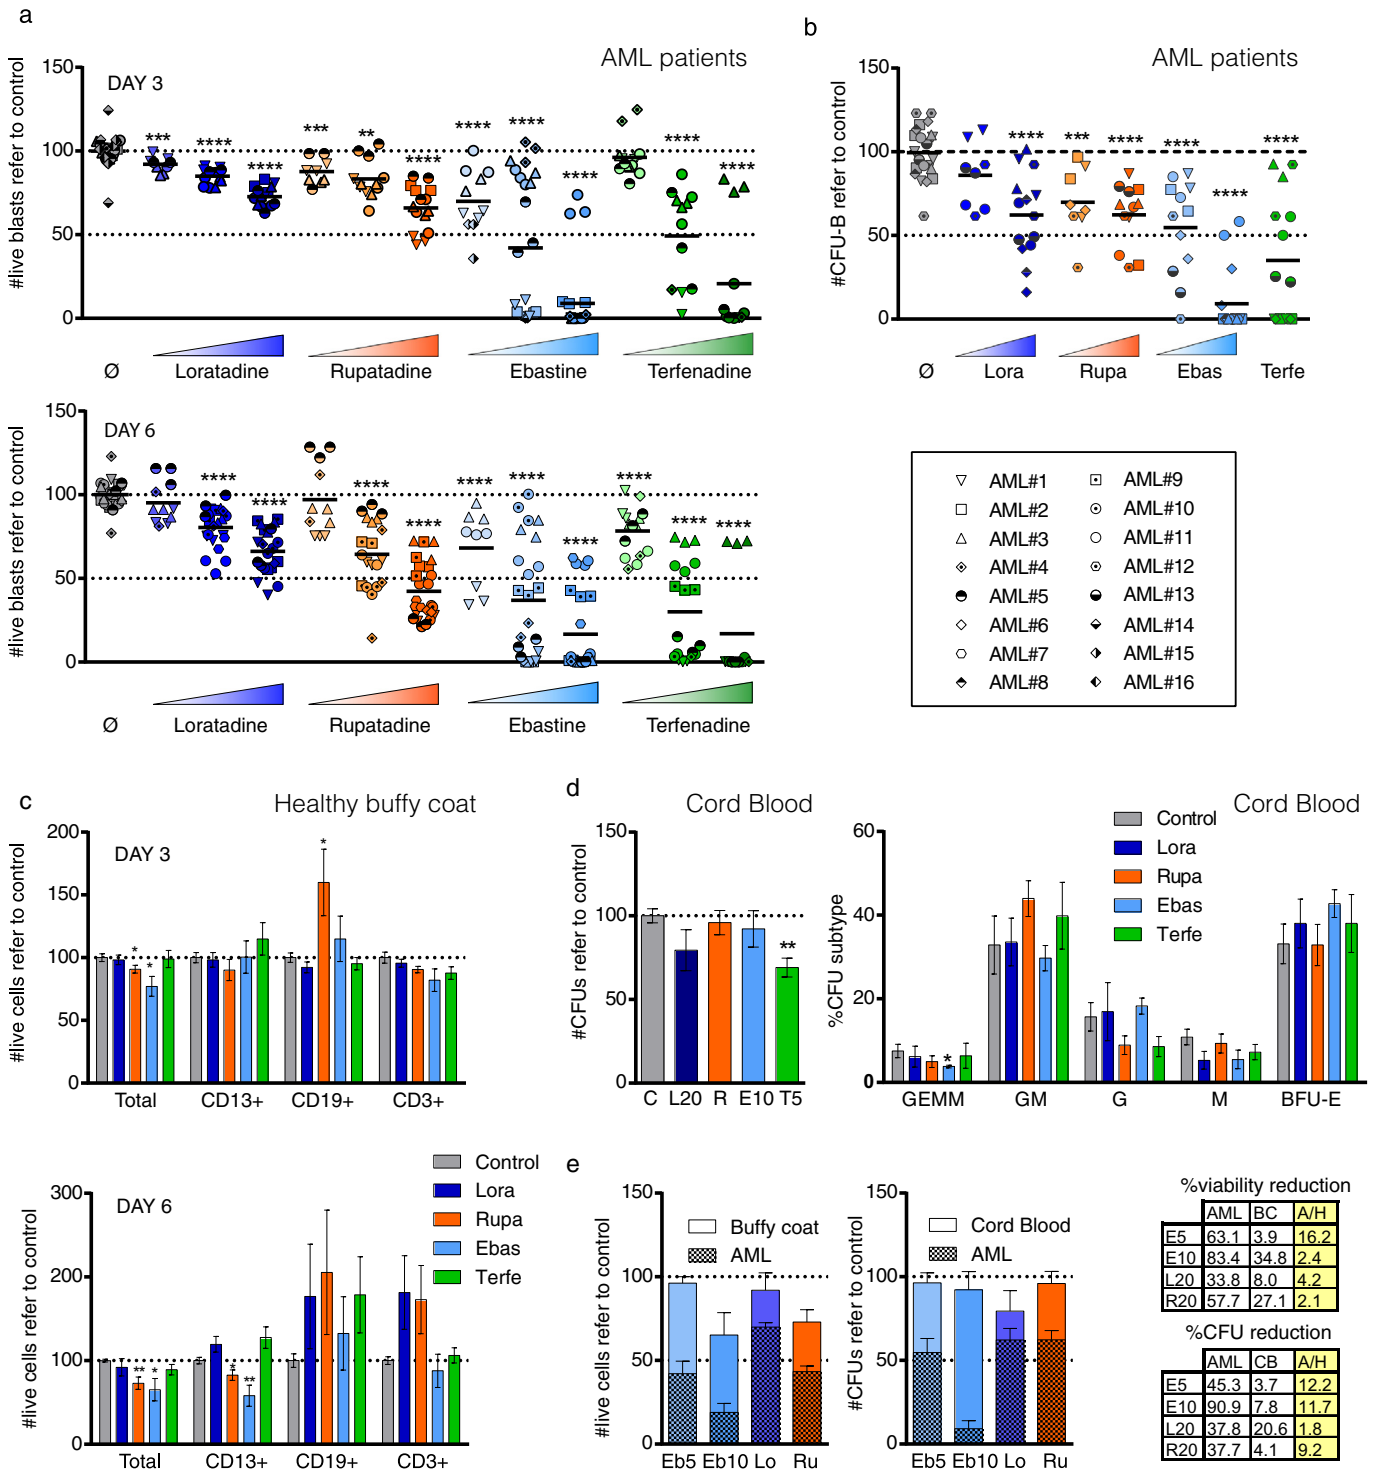 a
AML patients
DAY 3
#live blasts refer to control
150
100
50
0
*** **** **** *** ** **** **** **** **** **** ****
Ø Loratadine Rupatadine Ebastine Terfenadine
DAY 6
#live blasts refer to control
150
100
50
0
**** **** **** **** **** **** **** **** **** ****
Ø Loratadine Rupatadine Ebastine Terfenadine
b
AML patients
#CFU-B refer to control
150
100
50
0
**** *** **** **** **** ****
Ø Lora Rupa Ebas Terfe
AML#1 AML#9
AML#2 AML#10
AML#3 AML#11
AML#4 AML#12
AML#5 AML#13
AML#6 AML#14
AML#7 AML#15
AML#8 AML#16
c
Healthy buffy coat
DAY 3
#live cells refer to control
200
150
100
50
0
* * *
Total CD13+ CD19+ CD3+
DAY 6
#live cells refer to control
300
200
100
0
** * * **
Total CD13+ CD19+ CD3+
Control
Lora
Rupa
Ebas
Terfe
d
Cord Blood
#CFUs refer to control
150
100
50
0
**
C L20 R E10 T5
Cord Blood
%CFU subtype
60
40
20
0
*
GEMM GM G M BFU-E
Control
Lora
Rupa
Ebas
Terfe
e
#live cells refer to control
150
100
50
0
Buffy coat
AML
Eb5 Eb10 Lo Ru
#CFUs refer to control
150
100
50
0
Cord Blood
AML
Eb5 Eb10 Lo Ru
%viability reduction
AML BC A/H
E5 63.1 3.9 16.2
E10 83.4 34.8 2.4
L20 33.8 8.0 4.2
R20 57.7 27.1 2.1
%CFU reduction
AML CB A/H
E5 45.3 3.7 12.2
E10 90.9 7.8 11.7
L20 37.8 20.6 1.8
R20 37.7 4.1 9.2